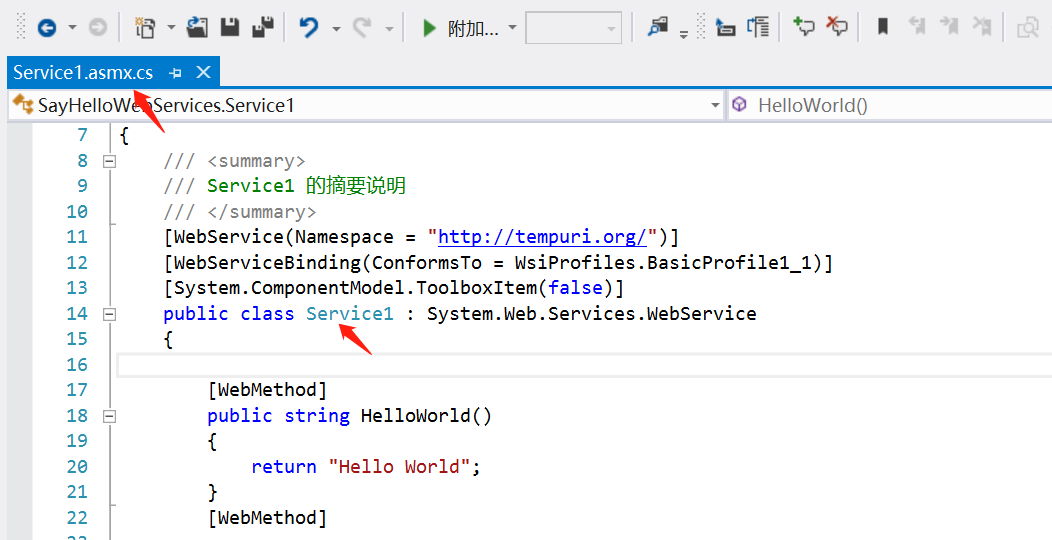 附加...
Service1.asmx.cs
SayHelloWebServices.Service1
HelloWorld()
7 {
8 /// <summary>
9 /// Service1 的摘要说明
10 /// </summary>
11 [WebService(Namespace = "http://tempuri.org/")]
12 [WebServiceBinding(ConformsTo = WsiProfiles.BasicProfile1_1)]
13 [System.ComponentModel.ToolboxItem(false)]
14 public class Service1 : System.Web.Services.WebService
15 {
16
17 [WebMethod]
18 public string HelloWorld()
19 {
20 return "Hello World";
21 }
22 [WebMethod]